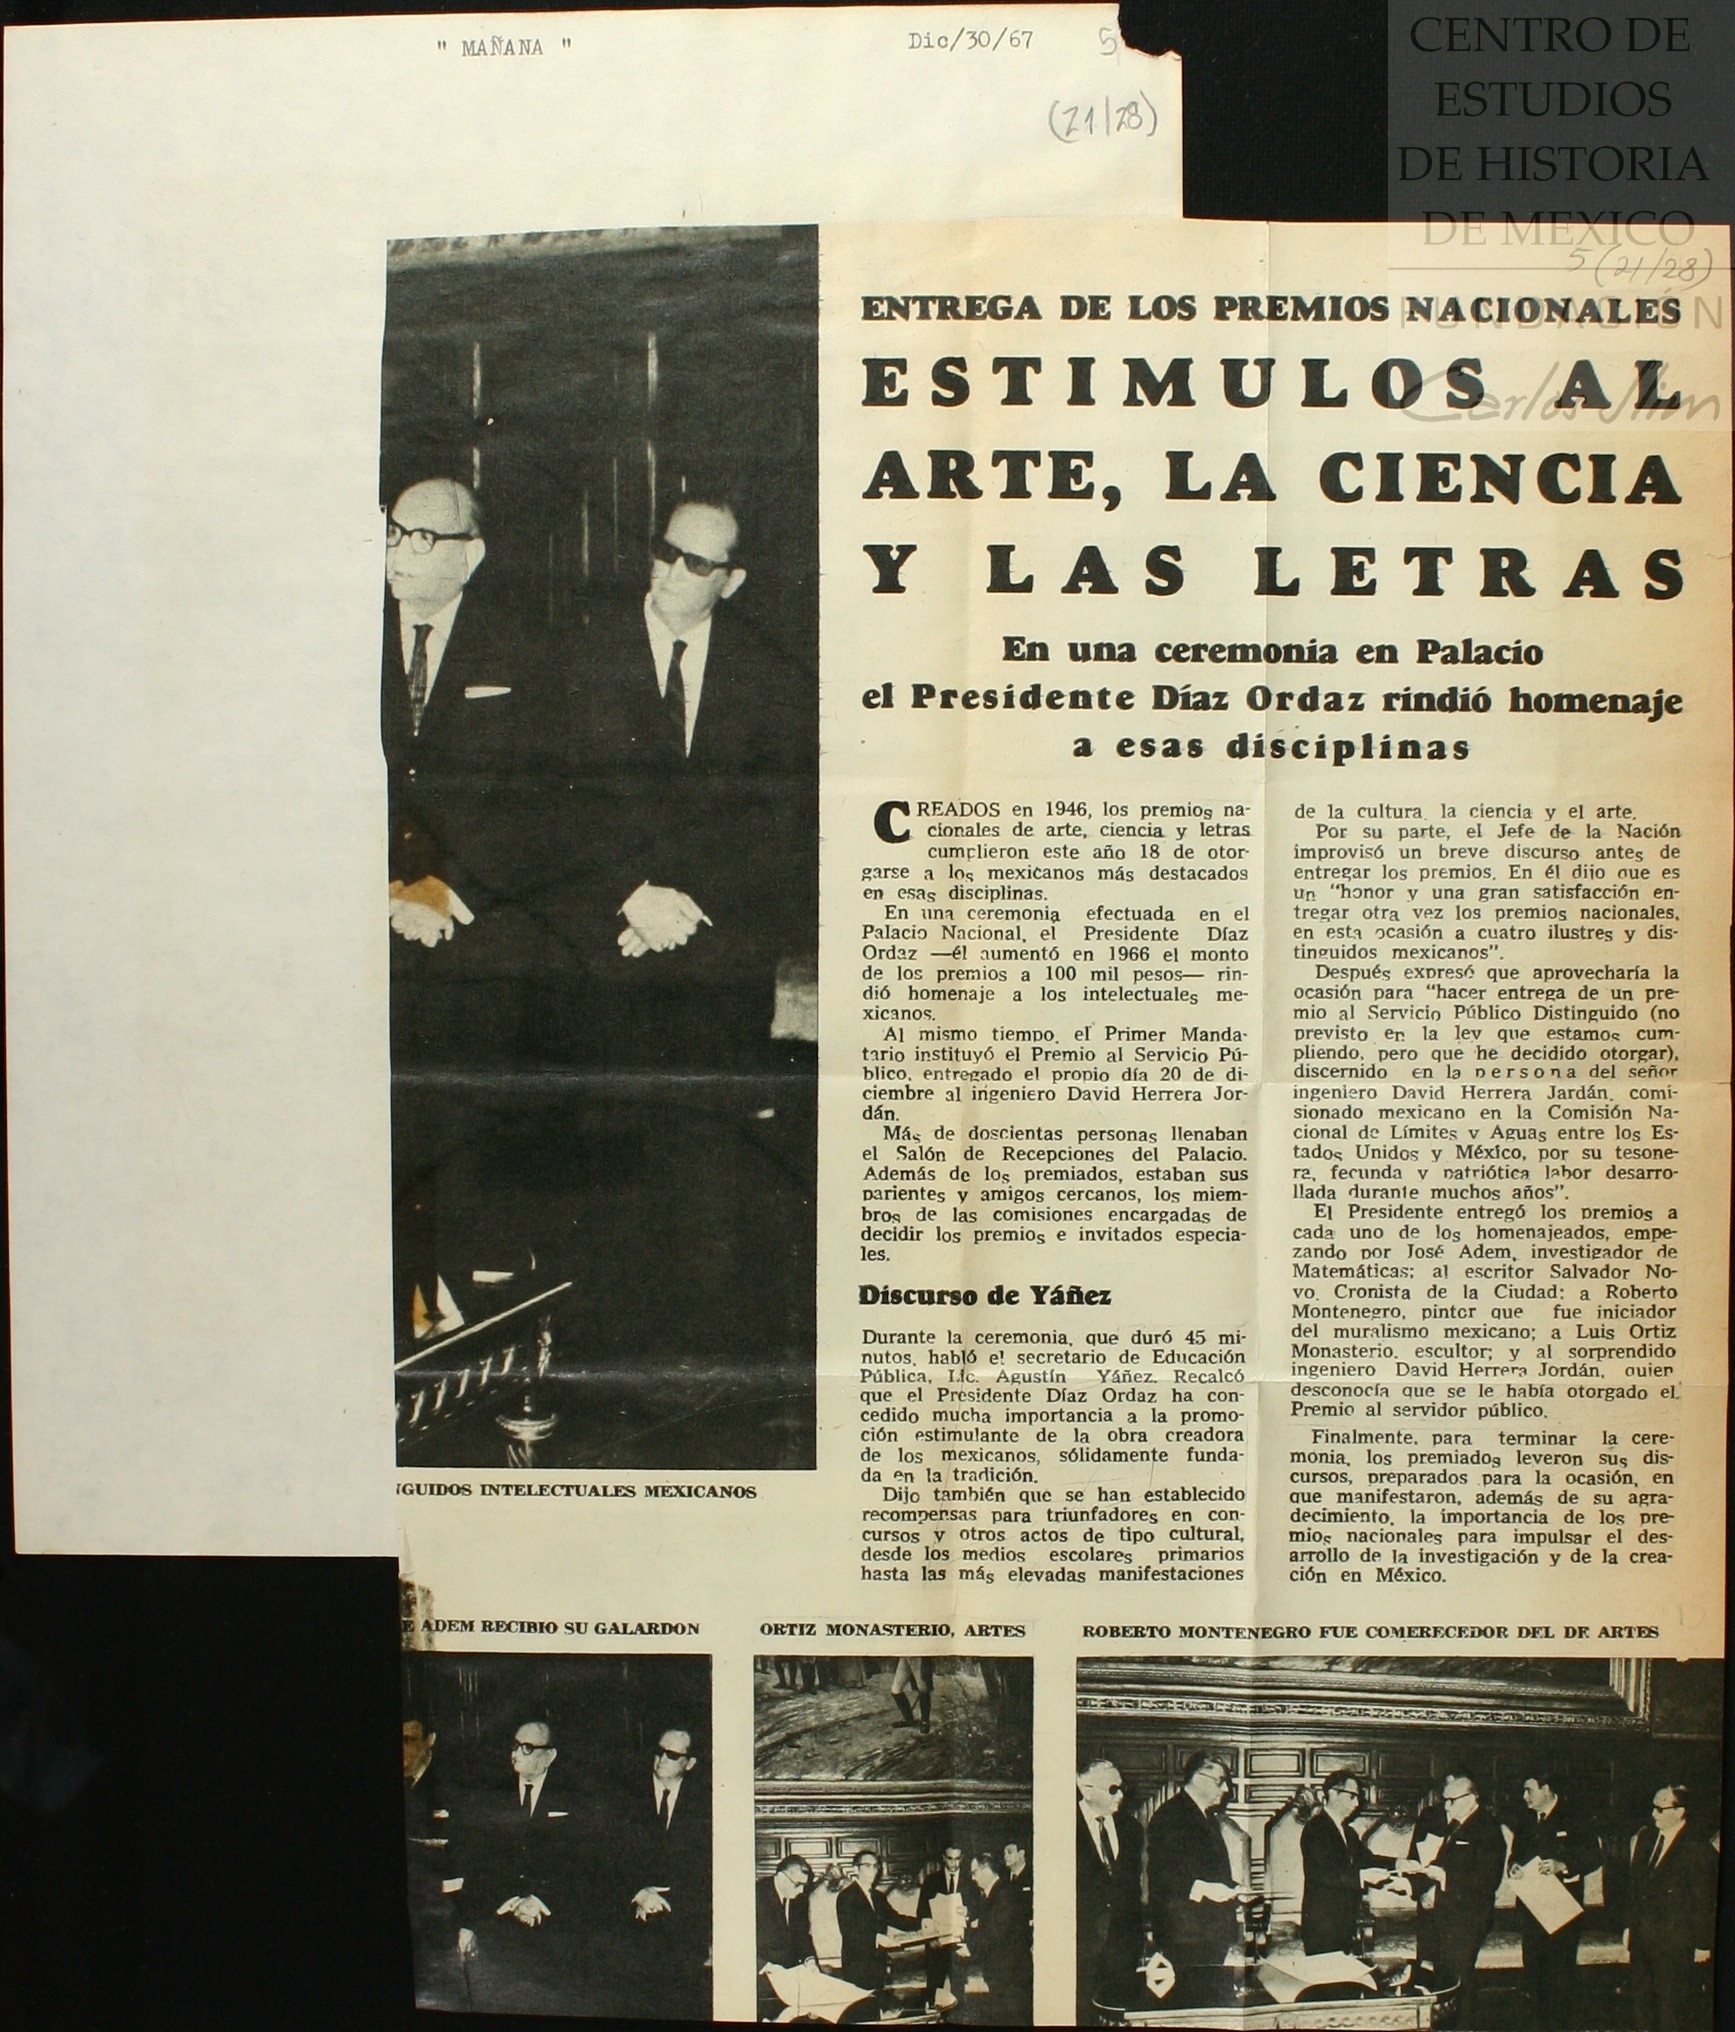 " MAÑANA "
Dic/30/67
5
(21/28)
CENTRO DE
ESTUDIOS
DE HISTORIA
DE MEXICO
5 (21/28)
FUNDACIÓN
Carlos Slim
ENTREGA DE LOS PREMIOS NACIONALES
ESTIMULOS AL
ARTE, LA CIENCIA
Y LAS LETRAS
En una ceremonia en Palacio
el Presidente Díaz Ordaz rindió homenaje
a esas disciplinas
CREADOS en 1946, los premios na-
cionales de arte, ciencia y letras
cumplieron este año 18 de otor-
garse a los mexicanos más destacados
en esas disciplinas.
En una ceremonia efectuada en el
Palacio Nacional, el Presidente Díaz
Ordaz —él aumentó en 1966 el monto
de los premios a 100 mil pesos— rin-
dió homenaje a los intelectuales me-
xicanos.
Al mismo tiempo, el Primer Manda-
tario instituyó el Premio al Servicio Pú-
blico, entregado el propio día 20 de di-
ciembre al ingeniero David Herrera Jor-
dán.
Más de doscientas personas llenaban
el Salón de Recepciones del Palacio.
Además de los premiados, estaban sus
parientes y amigos cercanos, los miem-
bros de las comisiones encargadas de
decidir los premios e invitados especia-
les.
Discurso de Yáñez
Durante la ceremonia, que duró 45 mi-
nutos, habló el secretario de Educación
Pública, Lic. Agustín Yáñez. Recalcó
que el Presidente Díaz Ordaz ha con-
cedido mucha importancia a la promo-
ción estimulante de la obra creadora
de los mexicanos, sólidamente funda-
da en la tradición.
Dijo también que se han establecido
recompensas para triunfadores en con-
cursos y otros actos de tipo cultural,
desde los medios escolares primarios
hasta las más elevadas manifestaciones
de la cultura, la ciencia y el arte.
Por su parte, el Jefe de la Nación
improvisó un breve discurso antes de
entregar los premios. En él dijo que es
un "honor y una gran satisfacción en-
tregar otra vez los premios nacionales,
en esta ocasión a cuatro ilustres y dis-
tinguidos mexicanos".
Después expresó que aprovecharía la
ocasión para "hacer entrega de un pre-
mio al Servicio Público Distinguido (no
previsto en la ley que estamos cum-
pliendo, pero que he decidido otorgar),
discernido en la persona del señor
ingeniero David Herrera Jardán, comi-
sionado mexicano en la Comisión Na-
cional de Límites y Aguas entre los Es-
tados Unidos y México, por su tesone-
ra, fecunda y patriótica labor desarro-
llada durante muchos años".
El Presidente entregó los premios a
cada uno de los homenajeados, empe-
zando por José Adem, investigador de
Matemáticas; al escritor Salvador No-
vo, Cronista de la Ciudad; a Roberto
Montenegro, pintor que fue iniciador
del muralismo mexicano; a Luis Ortiz
Monasterio, escultor; y al sorprendido
ingeniero David Herrera Jordán, quien
desconocía que se le había otorgado el
Premio al servidor público.
Finalmente, para terminar la cere-
monia, los premiados leyeron sus dis-
cursos, preparados para la ocasión, en
que manifestaron, además de su agra-
decimiento, la importancia de los pre-
mios nacionales para impulsar el des-
arrollo de la investigación y de la crea-
ción en México.
NGUIDOS INTELECTUALES MEXICANOS
E ADEM RECIBIO SU GALARDON
ORTIZ MONASTERIO, ARTES
ROBERTO MONTENEGRO FUE COMERECEDOR DEL DE ARTES